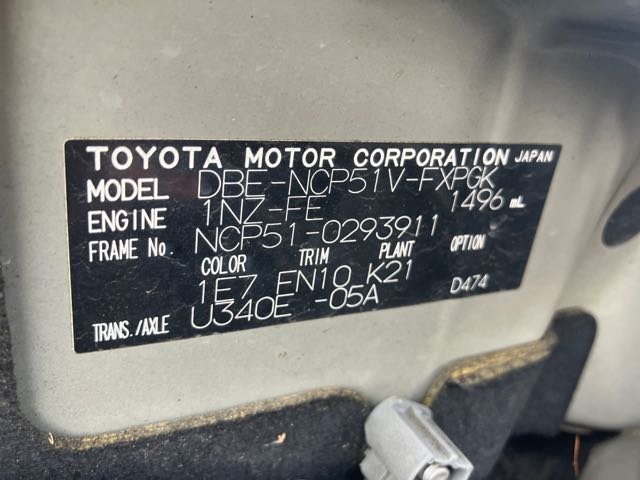 TOYOTA MOTOR CORPORATION JAPAN
MODEL DBE-NCP51V-FXPGK
ENGINE 1NZ-FE 1496 mL
FRAME No. NCP51-0293911
COLOR TRIM PLANT OPTION
1E7 EN10 K21
TRANS./AXLE U340E -05A D474